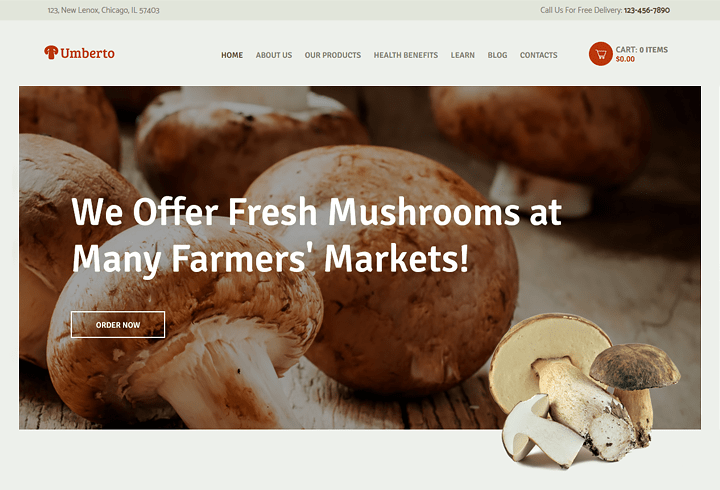 123, New Lenox, Chicago, IL 57403
Call Us For Free Delivery: 123-456-7890
Umberto
HOME ABOUT US OUR PRODUCTS HEALTH BENEFITS LEARN BLOG CONTACTS
CART: 0 ITEMS
$0.00
We Offer Fresh Mushrooms at
Many Farmers' Markets!
ORDER NOW